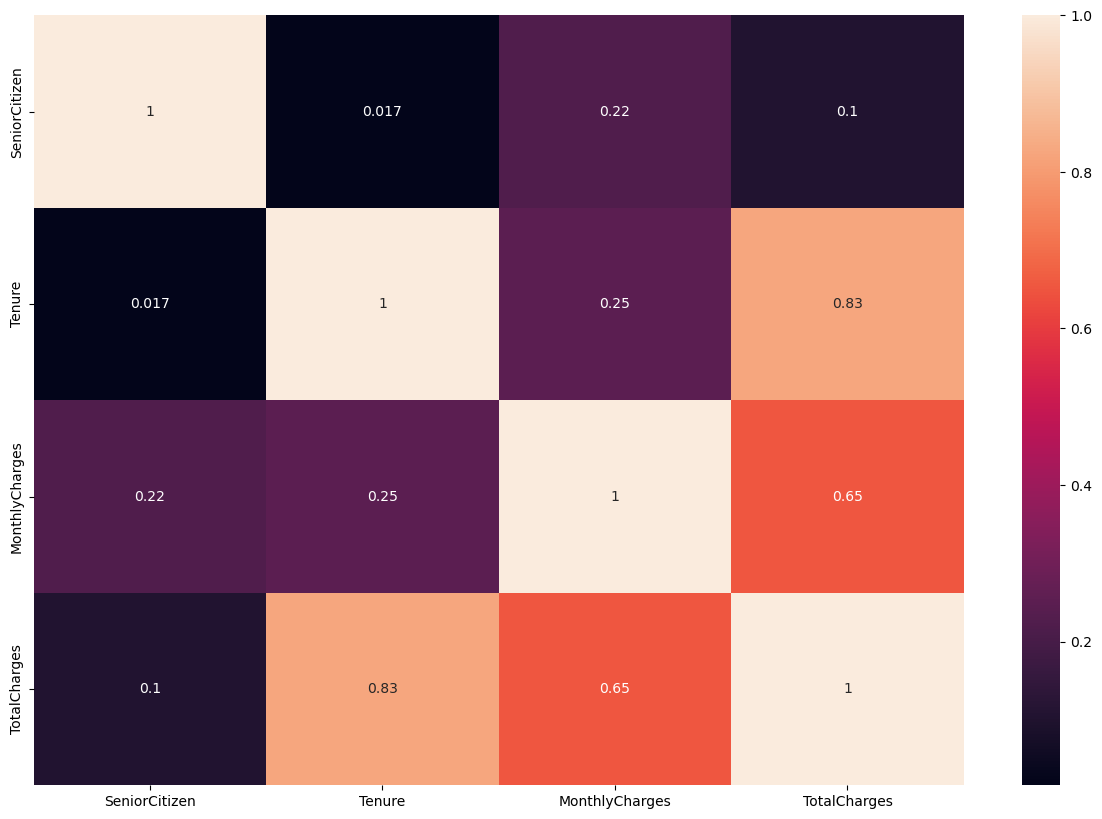 SeniorCitizen 1 0.017 0.22 0.1
Tenure 0.017 1 0.25 0.83
MonthlyCharges 0.22 0.25 1 0.65
TotalCharges 0.1 0.83 0.65 1
SeniorCitizen Tenure MonthlyCharges TotalCharges
1.0
0.8
0.6
0.4
0.2